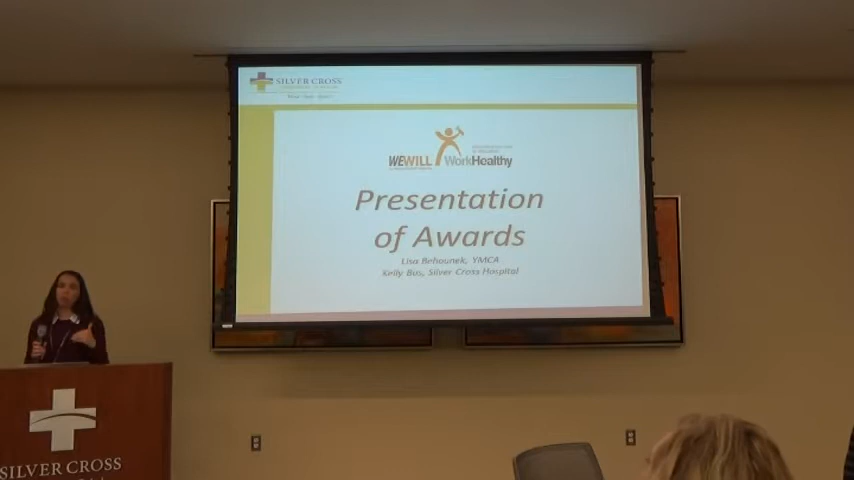 SILVER CROSS
WEWILL WorkHealthy
Presentation
of Awards
Lisa Behounek, YMCA
Kelly Bus, Silver Cross Hospital
SILVER CROSS